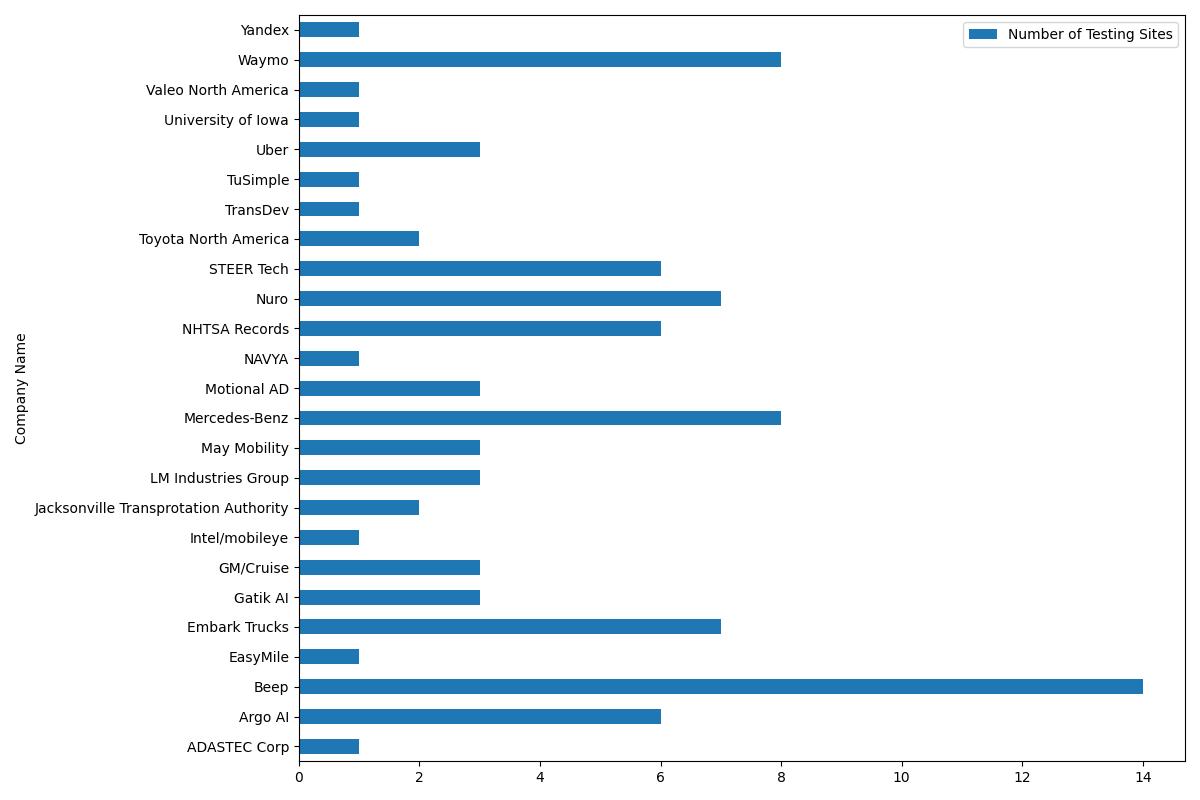 Number of Testing Sites
Company Name
Yandex
Waymo
Valeo North America
University of Iowa
Uber
TuSimple
TransDev
Toyota North America
STEER Tech
Nuro
NHTSA Records
NAVYA
Motional AD
Mercedes-Benz
May Mobility
LM Industries Group
Jacksonville Transprotation Authority
Intel/mobileye
GM/Cruise
Gatik AI
Embark Trucks
EasyMile
Beep
Argo AI
ADASTEC Corp
0 2 4 6 8 10 12 14